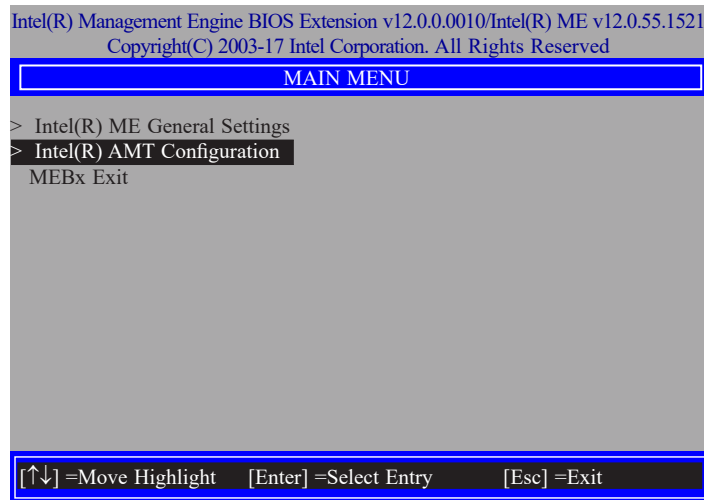 Intel(R) Management Engine BIOS Extension v12.0.0.0010/Intel(R) ME v12.0.55.1521
Copyright(C) 2003-17 Intel Corporation. All Rights Reserved
MAIN MENU
> Intel(R) ME General Settings
> Intel(R) AMT Configuration
MEBx Exit
[↑↓] =Move Highlight [Enter] =Select Entry [Esc] =Exit